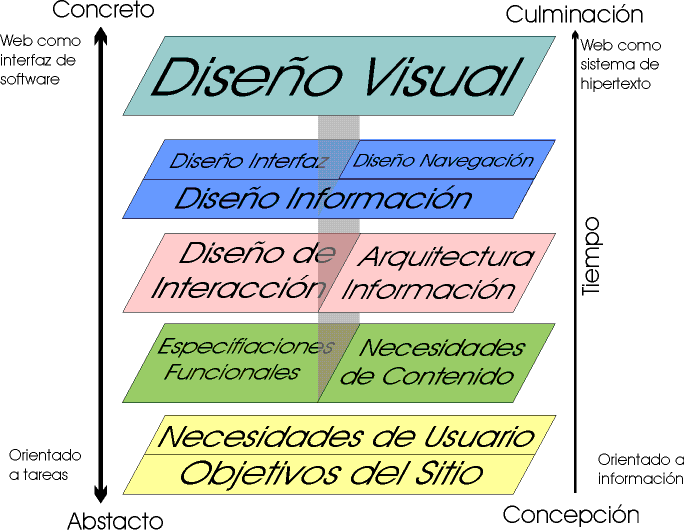 Concreto
Culminación
Web como
interfaz de
software
Web como
sistema de
hipertexto
Diseño Visual
Diseño Interfaz
Diseño Navegación
Diseño Información
Diseño de
Interacción
Arquitectura
Información
Tiempo
Especifiaciones
Funcionales
Necesidades
de Contenido
Necesidades de Usuario
Objetivos del Sitio
Orientado
a tareas
Orientado a
información
Abstacto
Concepción